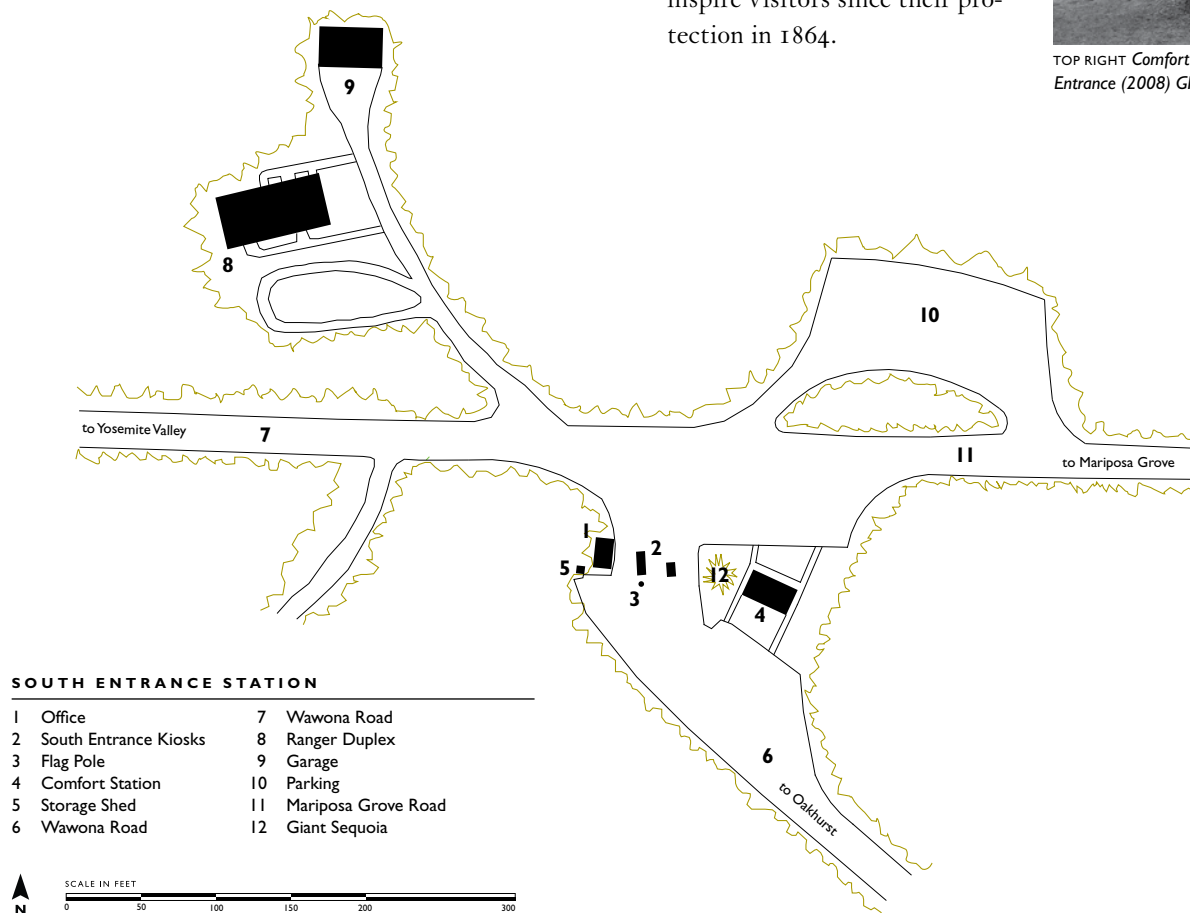 inspire visitors since their pro-
tection in 1864.
TOP RIGHT Comfort
Entrance (2008)
9
8
10
to Yosemite Valley
7
11
to Mariposa Grove
1
2
5
12
3
4
6
to Oakhurst
SOUTH ENTRANCE STATION
1 Office
2 South Entrance Kiosks
3 Flag Pole
4 Comfort Station
5 Storage Shed
6 Wawona Road
7 Wawona Road
8 Ranger Duplex
9 Garage
10 Parking
11 Mariposa Grove Road
12 Giant Sequoia
N
SCALE IN FEET
0 50 100 150 200 300